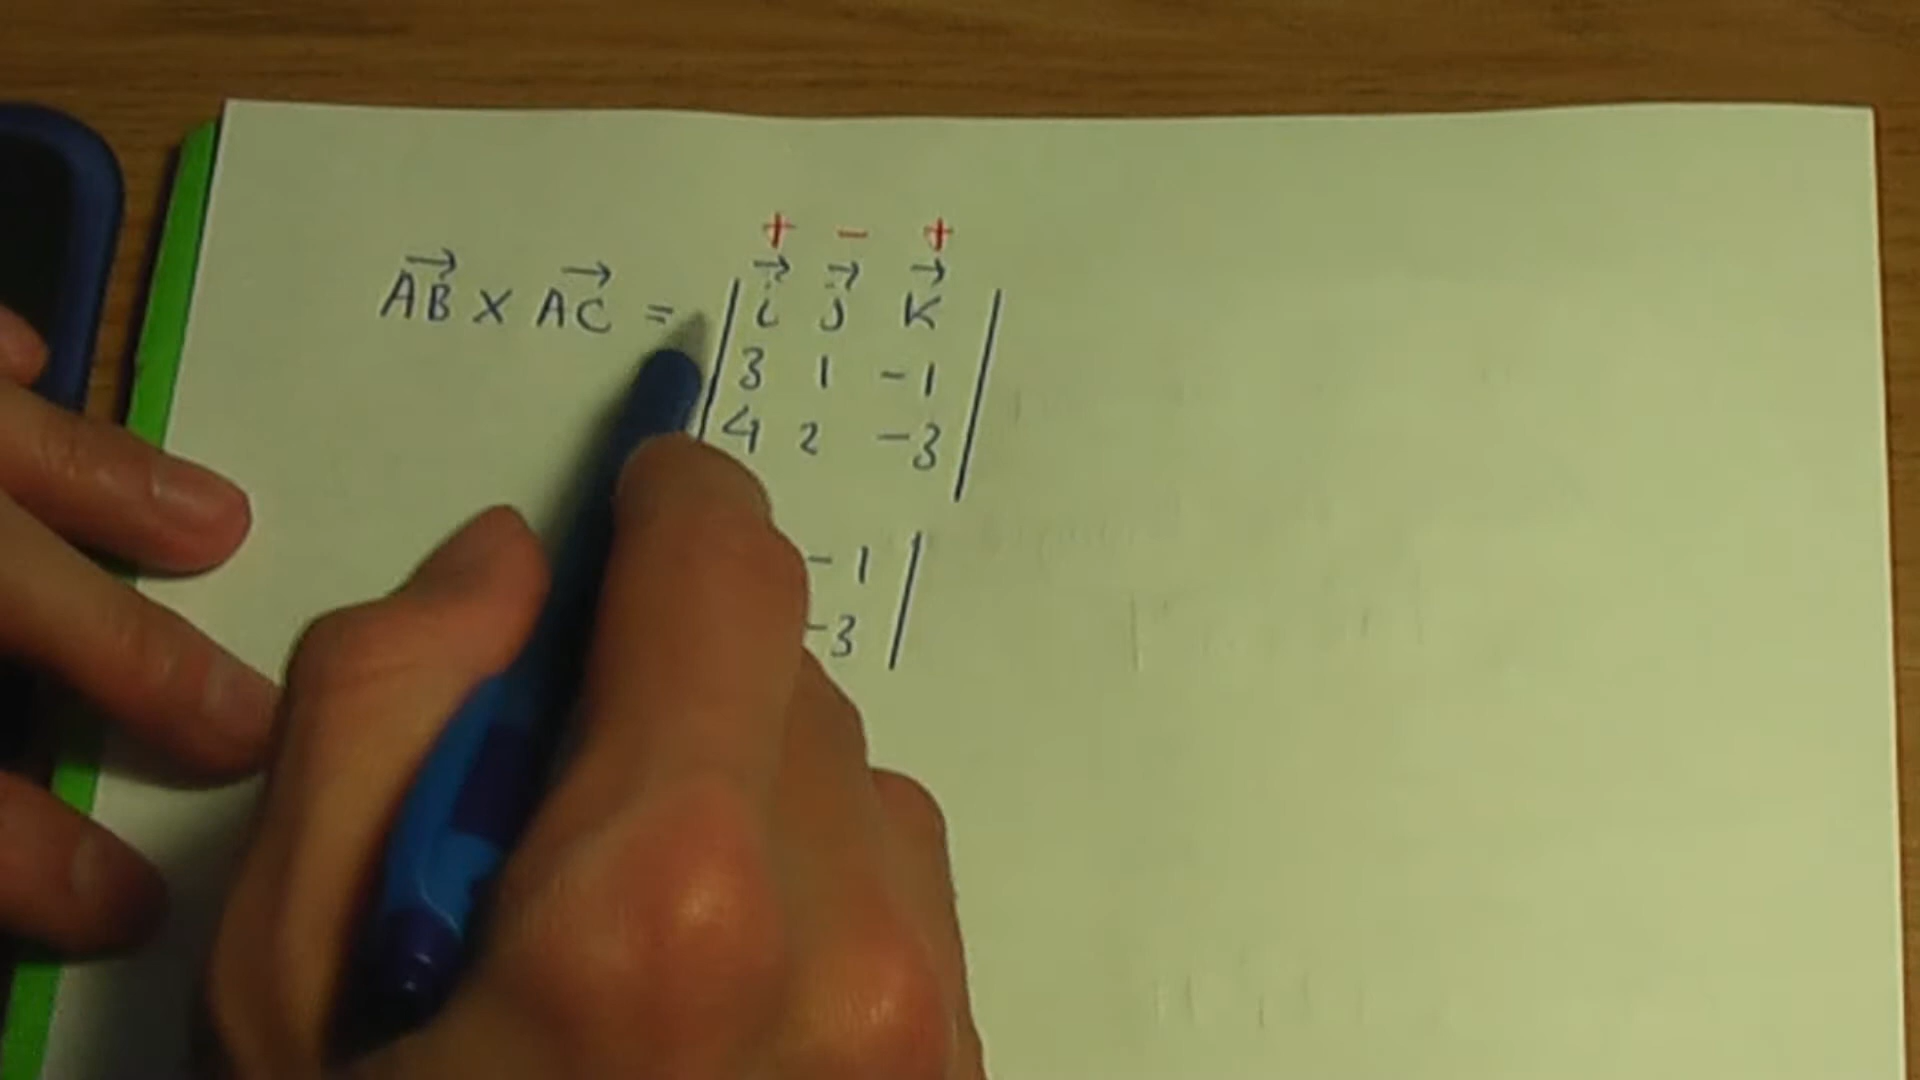 + − +
AB × AC = | i j k |
3 1 -1
4 2 -3
-1 |
-3